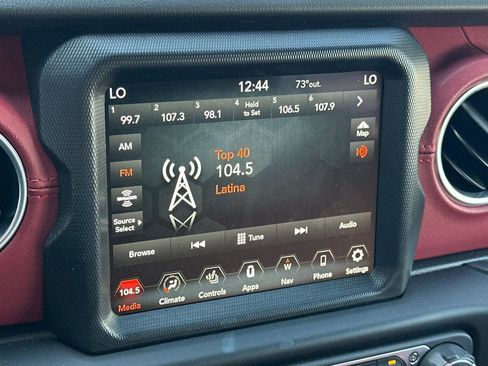 LO 12:44 73°out. LO
1 2 3 4 5 6
99.7 107.3 98.1 Hold to Set 106.5 107.9
AM
Map
Top 40
FM
104.5
Latina
Source
Select
Browse Tune Audio
104.5 W
Media Climate Controls Apps Nav Phone Settings